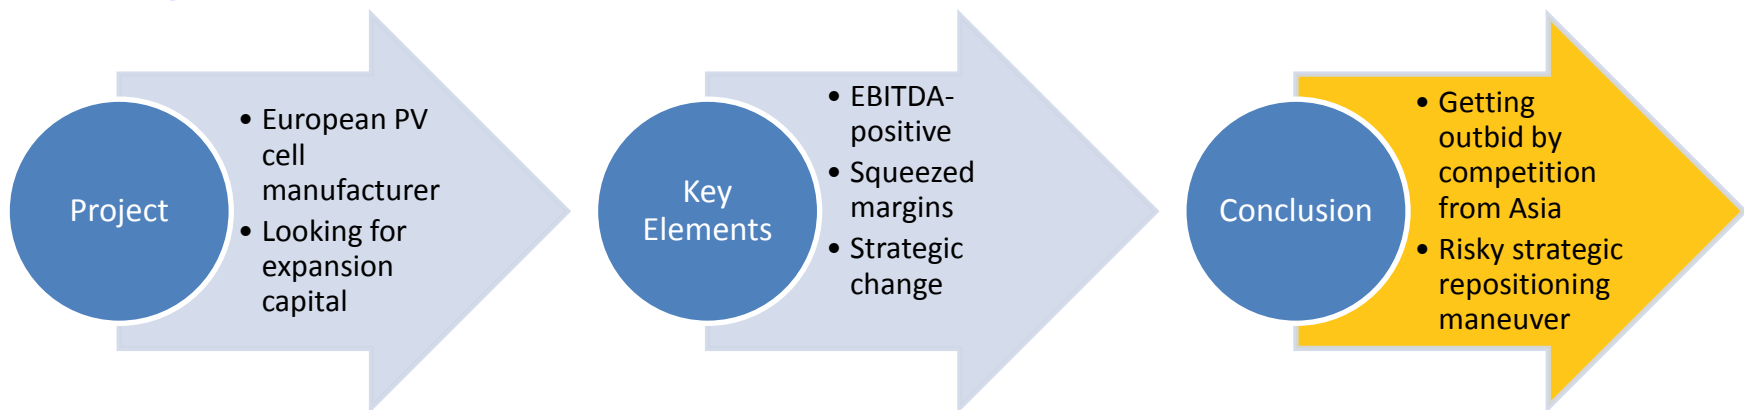 Project
• European PV
cell
manufacturer
• Looking for
expansion
capital
Key
Elements
• EBITDA-
positive
• Squeezed
margins
• Strategic
change
Conclusion
• Getting
outbid by
competition
from Asia
• Risky strategic
repositioning
maneuver